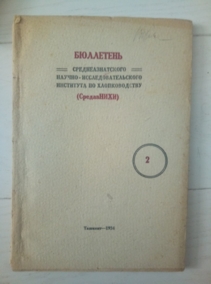 БЮЛЛЕТЕНЬ
СРЕДНЕАЗИАТСКОГО
НАУЧНО-ИССЛЕДОВАТЕЛЬСКОГО
ИНСТИТУТА ПО ХЛОПКОВОДСТВУ
(СредазНИХИ)
2
Ташкент